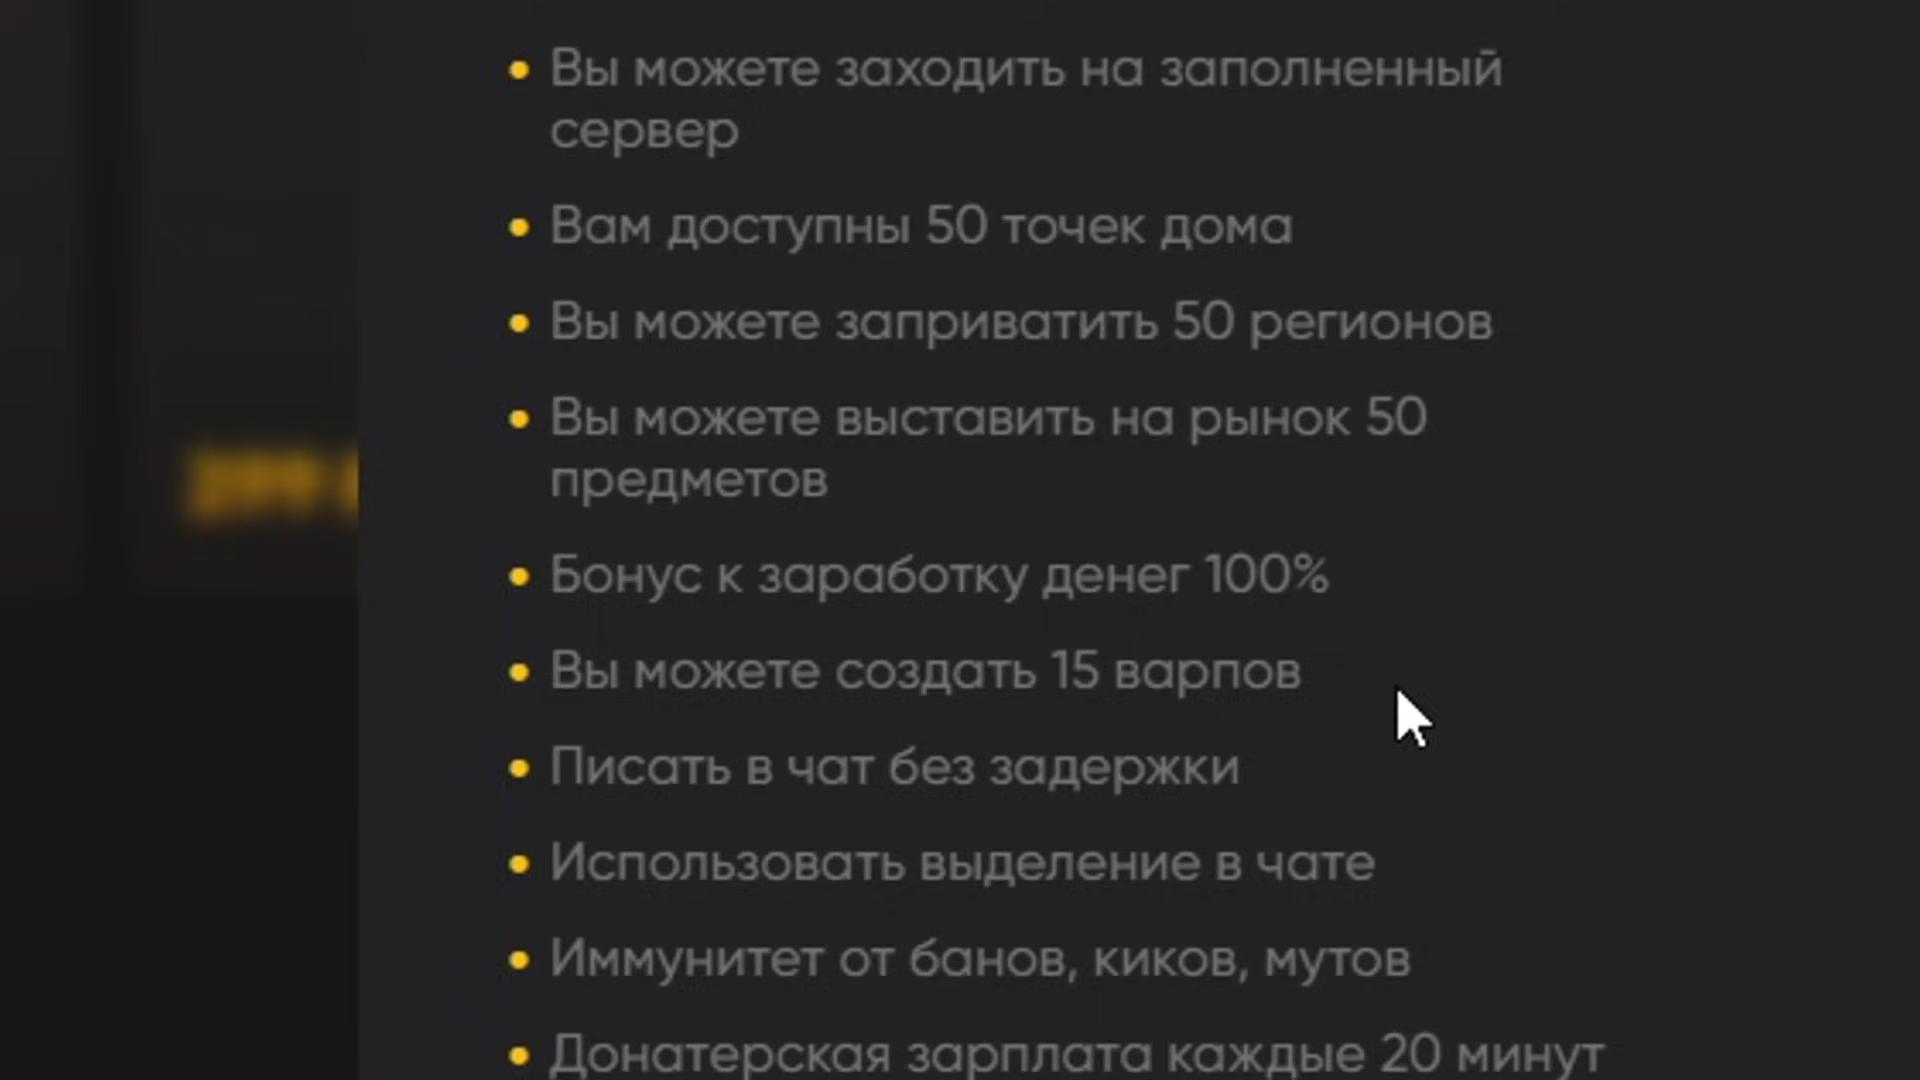 Вы можете заходить на заполненный
сервер
Вам доступны 50 точек дома
Вы можете заприватить 50 регионов
Вы можете выставить на рынок 50
предметов
Бонус к заработку денег 100%
Вы можете создать 15 варпов
Писать в чат без задержки
Использовать выделение в чате
Иммунитет от банов, киков, мутов
Донатерская зарплата каждые 20 минут